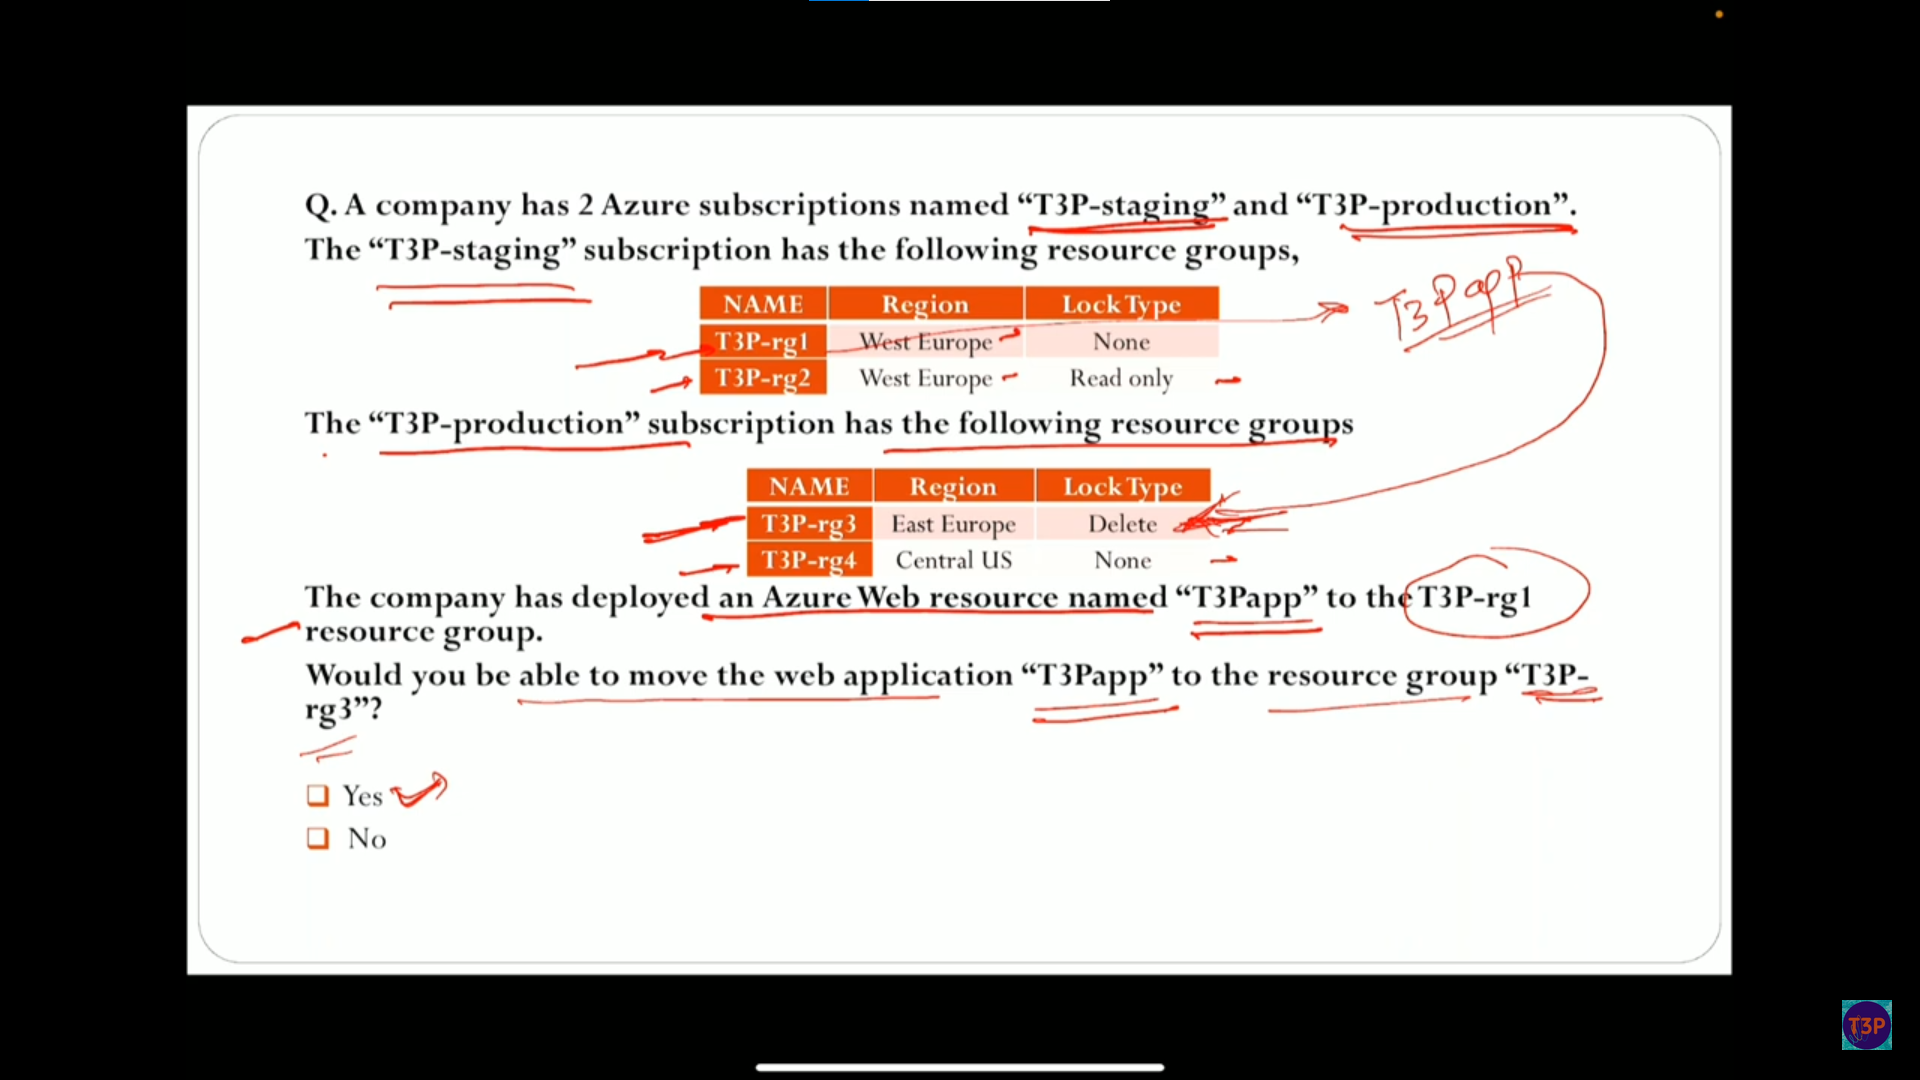 Q. A company has 2 Azure subscriptions named “T3P-staging” and “T3P-production”.
The “T3P-staging” subscription has the following resource groups,
NAME Region Lock Type
T3P-rg1 West Europe None
T3P-rg2 West Europe Read only
T3Papp
The “T3P-production” subscription has the following resource groups
NAME Region Lock Type
T3P-rg3 East Europe Delete
T3P-rg4 Central US None
The company has deployed an Azure Web resource named “T3Papp” to the T3P-rg1
resource group.
Would you be able to move the web application “T3Papp” to the resource group “T3P-
rg3”?
Yes
No
T3P